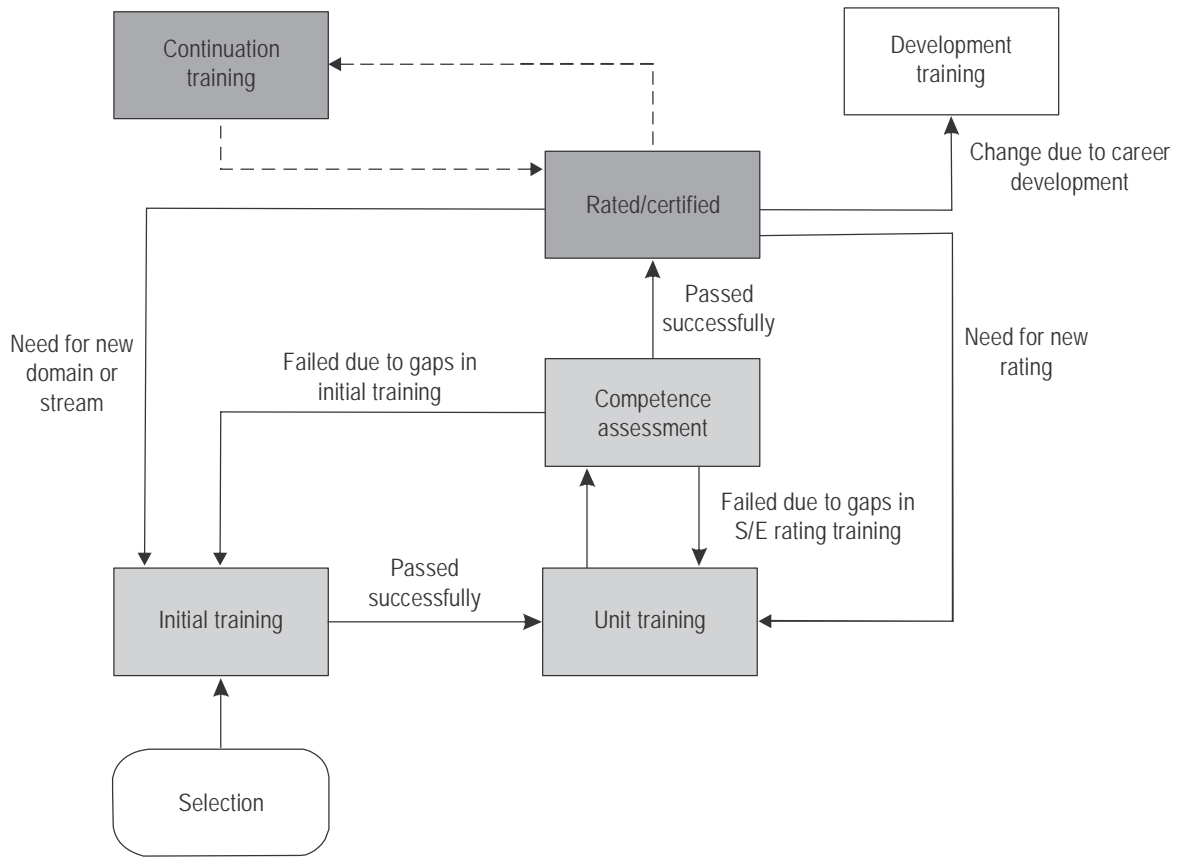 Continuation
training
Development
training
Change due to career
development
Rated/certified
Passed
successfully
Need for new
domain or
stream
Failed due to gaps in
initial training
Need for new
rating
Competence
assessment
Failed due to gaps in
S/E rating training
Passed
successfully
Initial training
Unit training
Selection